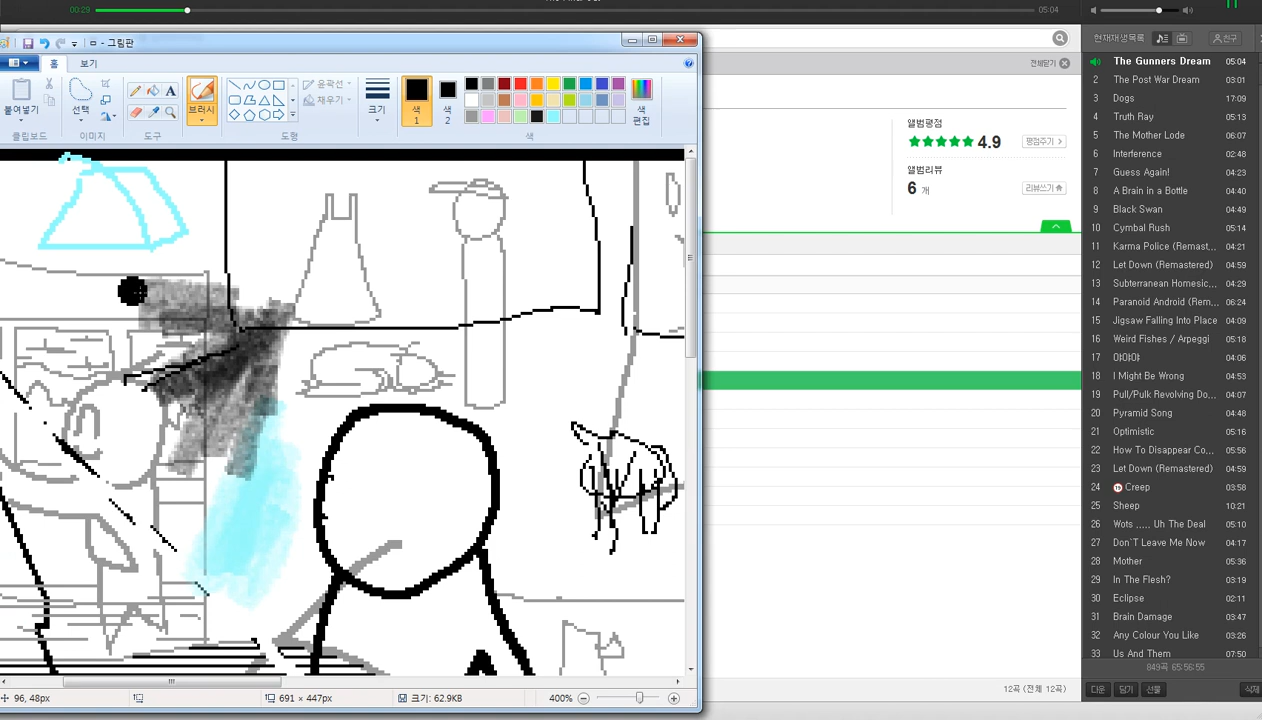 00:29
05:04
그림판
홈
보기
붙여넣기
클립보드
선택
이미지
도구
브러시
윤곽선
채우기
도형
크기
색
1
색
2
색
편집
색
96, 48px
691 × 447px
크기: 62.9KB
400%
전체닫기
앨범평점
4.9
평점주기
앨범리뷰
6 개
리뷰쓰기
12곡 (전체 12곡)
현재재생목록
친구
The Gunners Dream 05:04
2 The Post War Dream 03:01
3 Dogs 17:09
4 Truth Ray 05:13
5 The Mother Lode 06:07
6 Interference 02:48
7 Guess Again! 04:23
8 A Brain in a Bottle 04:40
9 Black Swan 04:49
10 Cymbal Rush 05:14
11 Karma Police (Remast... 04:21
12 Let Down (Remastered) 04:59
13 Subterranean Homesic... 04:29
14 Paranoid Android (Rem... 06:24
15 Jigsaw Falling Into Place 04:09
16 Weird Fishes / Arpeggi 05:18
17 아야야 04:06
18 I Might Be Wrong 04:53
19 Pull/Pulk Revolving Do... 04:07
20 Pyramid Song 04:48
21 Optimistic 05:16
22 How To Disappear Co... 05:56
23 Let Down (Remastered) 04:59
24 19 Creep 03:58
25 Sheep 10:21
26 Wots ..... Uh The Deal 05:10
27 Don`T Leave Me Now 04:17
28 Mother 05:36
29 In The Flesh? 03:19
30 Eclipse 02:11
31 Brain Damage 03:47
32 Any Colour You Like 03:26
33 Us And Them 07:50
849곡 65:56:55
다운
담기
선물
삭제